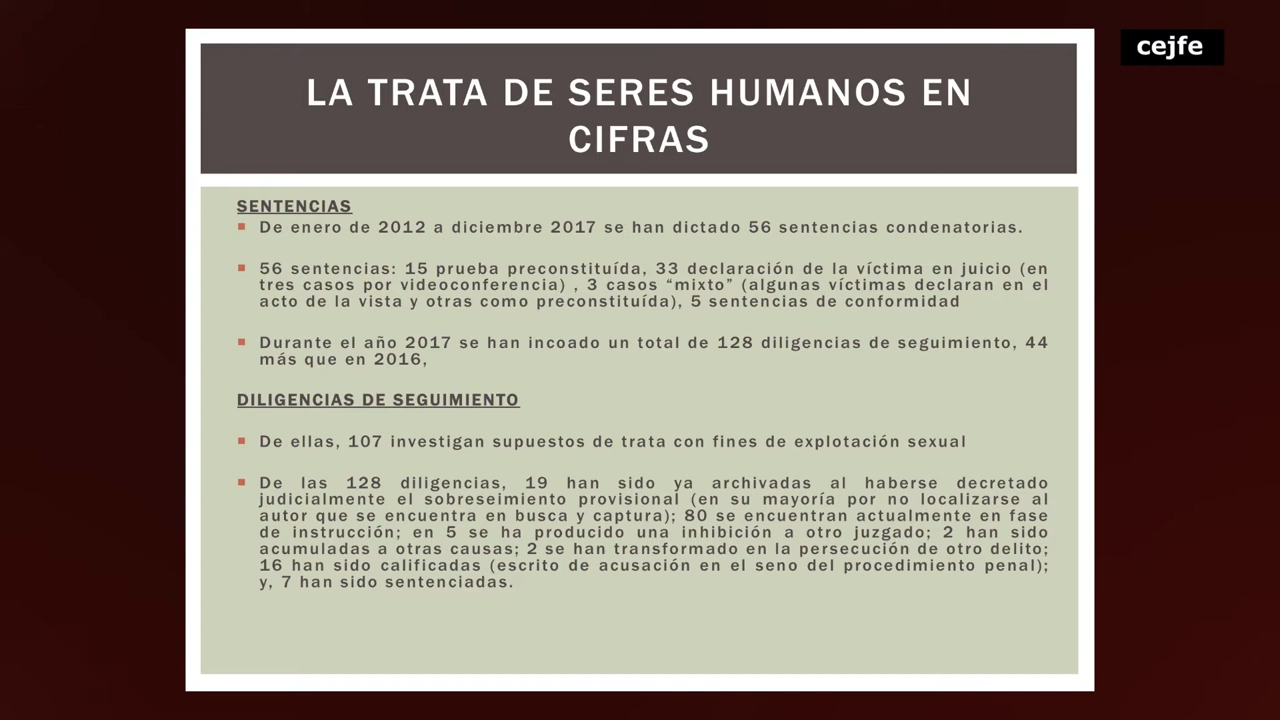 cejfe
LA TRATA DE SERES HUMANOS EN
CIFRAS
SENTENCIAS
▪ De enero de 2012 a diciembre 2017 se han dictado 56 sentencias condenatorias.
▪ 56 sentencias: 15 prueba preconstituída, 33 declaración de la víctima en juicio (en
tres casos por videoconferencia) , 3 casos “mixto” (algunas víctimas declaran en el
acto de la vista y otras como preconstituída), 5 sentencias de conformidad
▪ Durante el año 2017 se han incoado un total de 128 diligencias de seguimiento, 44
más que en 2016,
DILIGENCIAS DE SEGUIMIENTO
▪ De ellas, 107 investigan supuestos de trata con fines de explotación sexual
▪ De las 128 diligencias, 19 han sido ya archivadas al haberse decretado
judicialmente el sobreseimiento provisional (en su mayoría por no localizarse al
autor que se encuentra en busca y captura); 80 se encuentran actualmente en fase
de instrucción; en 5 se ha producido una inhibición a otro juzgado; 2 han sido
acumuladas a otras causas; 2 se han transformado en la persecución de otro delito;
16 han sido calificadas (escrito de acusación en el seno del procedimiento penal);
y, 7 han sido sentenciadas.